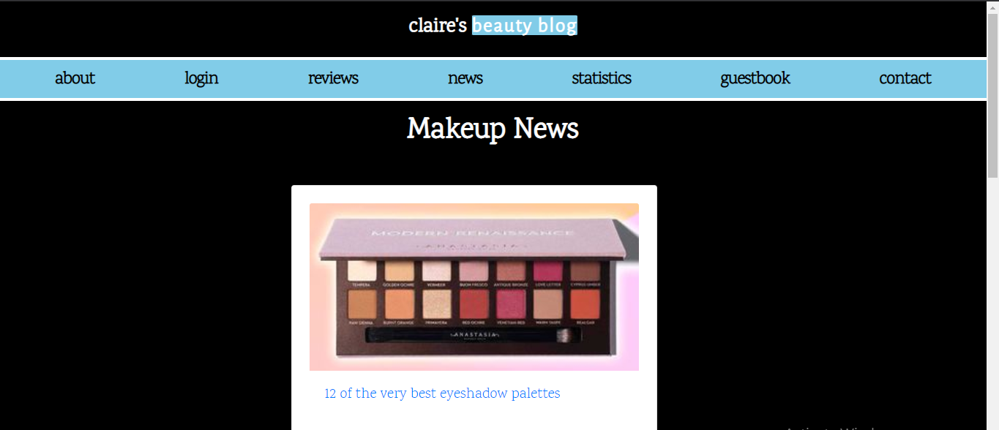 claire's beauty blog
about login reviews news statistics guestbook contact
Makeup News
MODERN RENAISSANCE
ANASTASIA
TEMPERA GOLDEN OCHRE VERMEER BUON FRESCO ANTIQUE BRONZE LOVE LETTER CYPRUS UMBER
RAW SIENNA BURNT ORANGE PRIMAVERA RED OCHRE VENETIAN RED WARM TAUPE REALGAR
ANASTASIA
12 of the very best eyeshadow palettes